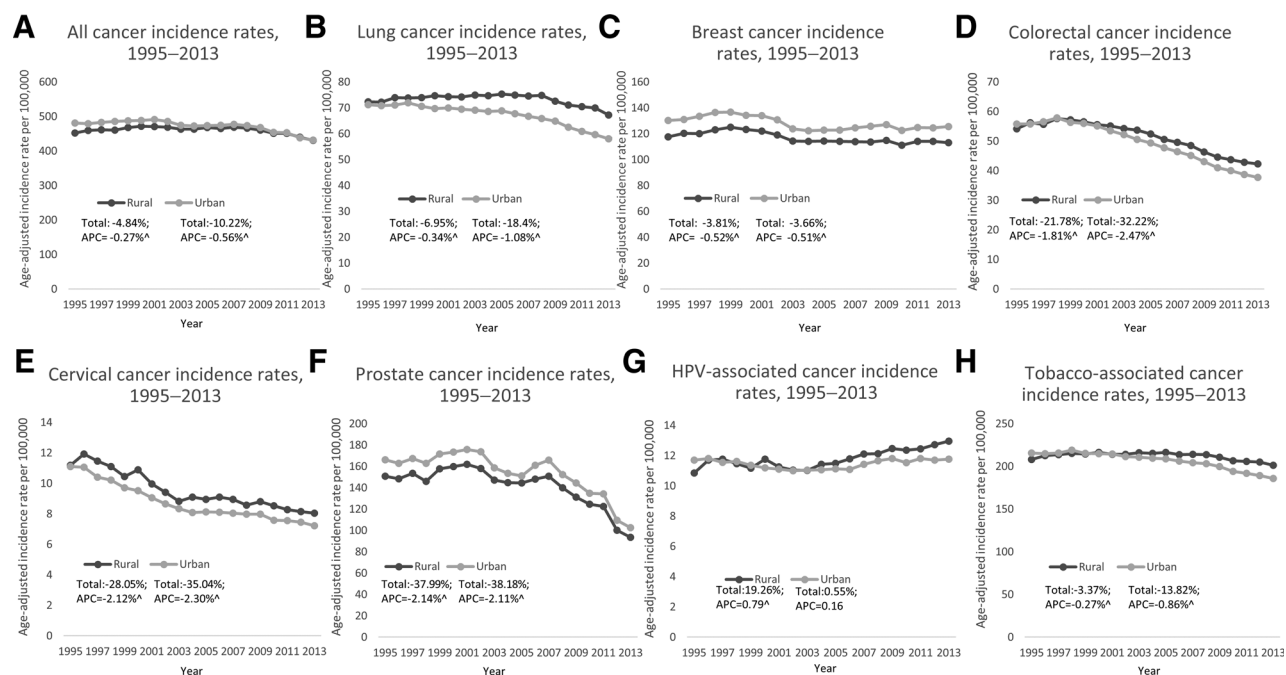 A
All cancer incidence rates,
1995–2013
Age-adjusted incidence rate per 100,000
600
500
400
300
200
100
0
Rural
Urban
Total: -4.84%;
APC= -0.27%^
Total:-10.22%;
APC= -0.56%^
1995 1997 1999 2001 2003 2005 2007 2009 2011 2013
Year
B
Lung cancer incidence rates,
1995–2013
Age-adjusted incidence rate per 100,000
80
70
60
50
40
30
20
10
0
Rural
Urban
Total: -6.95%;
APC= -0.34%^
Total: -18.4%;
APC= -1.08%^
1995 1997 1999 2001 2003 2005 2007 2009 2011 2013
Year
C
Breast cancer incidence
rates, 1995–2013
Age-adjusted incidence rate per 100,000
160
140
120
100
80
60
40
20
0
Rural
Urban
Total: -3.81%;
APC= -0.52%^
Total: -3.66%;
APC= -0.51%^
1995 1997 1999 2001 2003 2005 2007 2009 2011 2013
Year
D
Colorectal cancer incidence
rates, 1995–2013
Age-adjusted incidence rate per 100,000
70
60
50
40
30
20
10
0
Rural
Urban
Total: -21.78%;
APC= -1.81%^
Total:-32.22%;
APC= -2.47%^
1995 1997 1999 2001 2003 2005 2007 2009 2011 2013
Year
E
Cervical cancer incidence rates,
1995–2013
Age-adjusted incidence rate per 100,000
14
12
10
8
6
4
2
0
Rural
Urban
Total:-28.05%;
APC=-2.12%^
Total:-35.04%;
APC=-2.30%^
1995 1997 1999 2001 2003 2005 2007 2009 2011 2013
Year
F
Prostate cancer incidence rates,
1995–2013
Age-adjusted incidence rate per 100,000
200
180
160
140
120
100
80
60
40
20
0
Rural
Urban
Total:-37.99%;
APC=-2.14%^
Total:-38.18%;
APC=-2.11%^
1995 1997 1999 2001 2003 2005 2007 2009 2011 2013
Year
G
HPV-associated cancer incidence
rates, 1995–2013
Age-adjusted incidence rate per 100,000
14
12
10
8
6
4
2
0
Rural
Urban
Total:19.26%;
APC=0.79^
Total:0.55%;
APC=0.16
1995 1997 1999 2001 2003 2005 2007 2009 2011 2013
Year
H
Tobacco-associated cancer
incidence rates, 1995–2013
Age-adjusted incidence rate per 100,000
250
200
150
100
50
0
Rural
Urban
Total:-3.37%;
APC=-0.27%^
Total:-13.82%;
APC=-0.86%^
1995 1997 1999 2001 2003 2005 2007 2009 2011 2013
Year